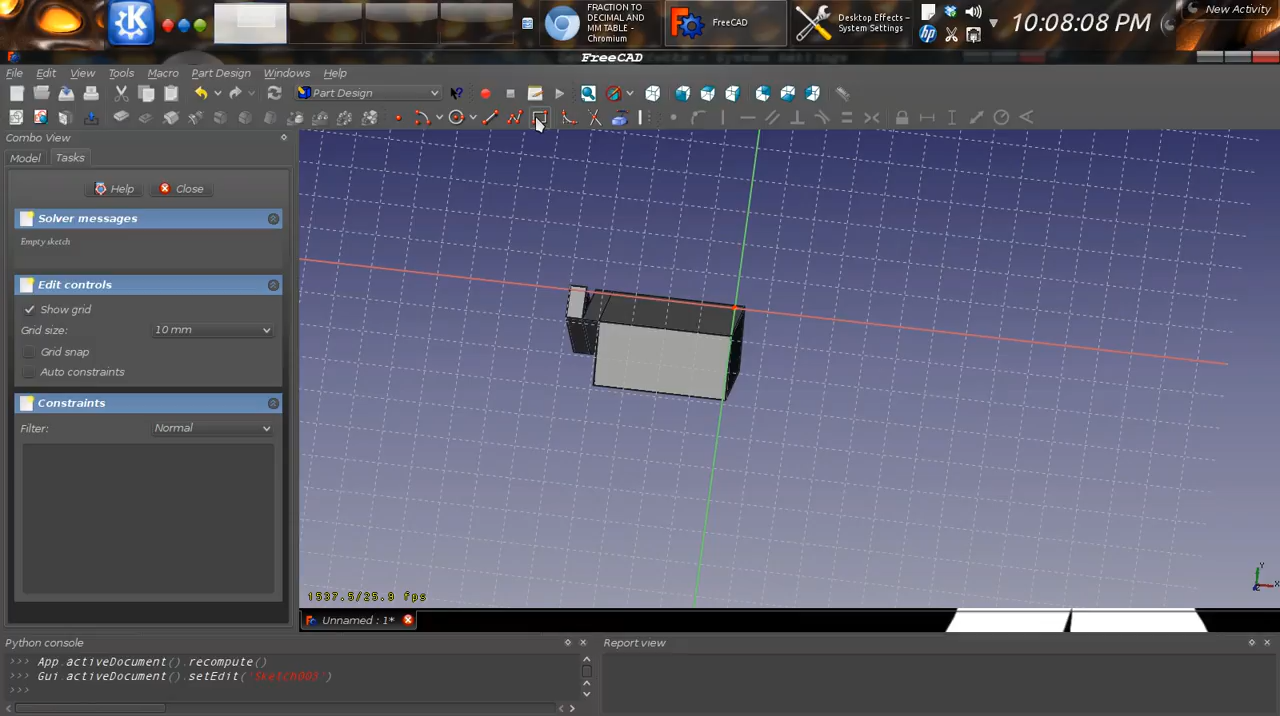 FRACTION TO
DECIMAL AND
MM TABLE -
Chromium
FreeCAD
Desktop Effects –
System Settings
10:08:08 PM
New Activity
FreeCAD
File Edit View Tools Macro Part Design Windows Help
Part Design
Combo View
Model Tasks
Help Close
Solver messages
Empty sketch
Edit controls
Show grid
Grid size: 10 mm
Grid snap
Auto constraints
Constraints
Filter: Normal
1537.5/25.0 fps
Y
X
Unnamed : 1*
Python console
>>> App.activeDocument().recompute()
>>> Gui.activeDocument().setEdit('Sketch003')
>>>
Report view